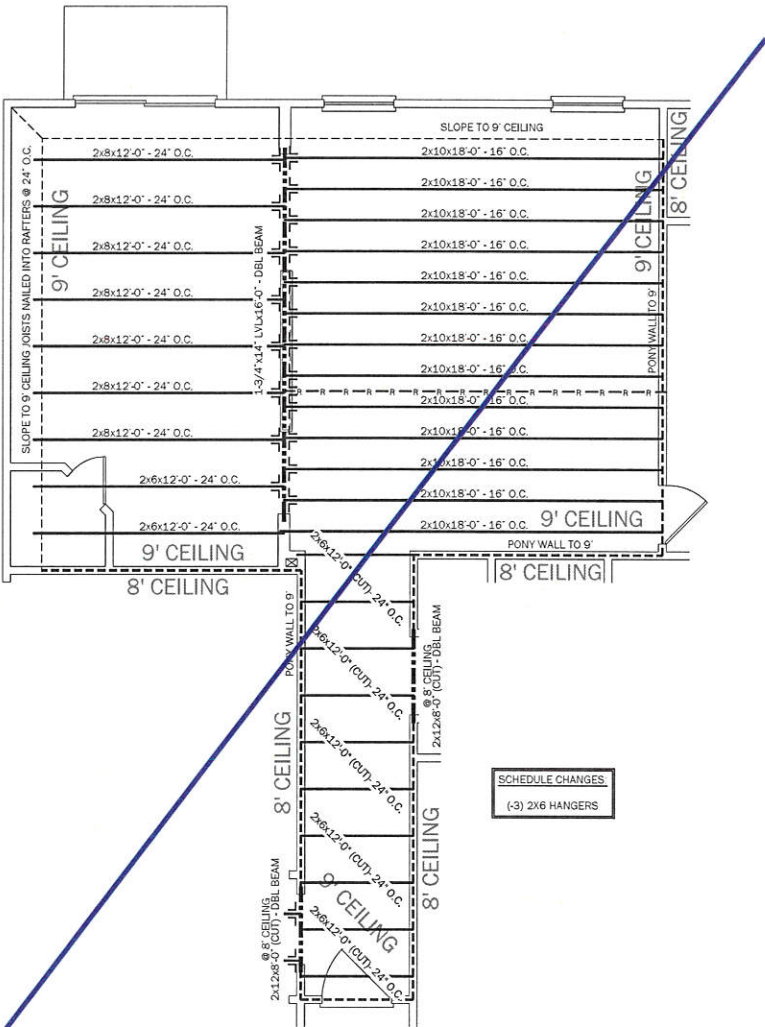 SLOPE TO 9' CEILING
8' CEILING
2x8x12'-0" - 24" O.C.
2x10x18'-0" - 16" O.C.
2x10x18'-0" - 16" O.C.
2x8x12'-0" - 24" O.C.
9' CEILING
9' CEILING
2x10x18'-0" - 16" O.C.
2x8x12'-0" - 24" O.C.
2x10x18'-0" - 16" O.C.
SLOPE TO 9' CEILING JOISTS NAILED INTO RAFTERS @ 24" O.C.
2x10x18'-0" - 16" O.C.
2x8x12'-0" - 24" O.C.
1-3/4"x14" LVLx16'-0" - DBL BEAM
2x10x18'-0" - 16" O.C.
PONY WALL TO 9'
2x8x12'-0" - 24" O.C.
2x10x18'-0" - 16" O.C.
2x10x18'-0" - 16" O.C.
2x8x12'-0" - 24" O.C.
R R R R R R R R R R R R R R R R
2x10x18'-0" - 16" O.C.
2x8x12'-0" - 24" O.C.
2x10x18'-0" - 16" O.C.
2x10x18'-0" - 16" O.C.
2x6x12'-0" - 24" O.C.
2x10x18'-0" - 16" O.C.
2x6x12'-0" - 24" O.C.
2x10x18'-0" - 16" O.C.
9' CEILING
9' CEILING
PONY WALL TO 9'
8' CEILING
8' CEILING
2x6x12'-0" (CUT)- 24" O.C.
PONY WALL TO 9'
2x6x12'-0" (CUT)- 24" O.C.
@ 8' CEILING
2x12x8'-0" (CUT) - DBL BEAM
8' CEILING
2x6x12'-0" (CUT)- 24" O.C.
SCHEDULE CHANGES
(-3) 2X6 HANGERS
2x6x12'-0" (CUT)- 24" O.C.
8' CEILING
9' CEILING
@ 8' CEILING
2x12x8'-0" (CUT) - DBL BEAM
2x6x12'-0" (CUT)- 24" O.C.